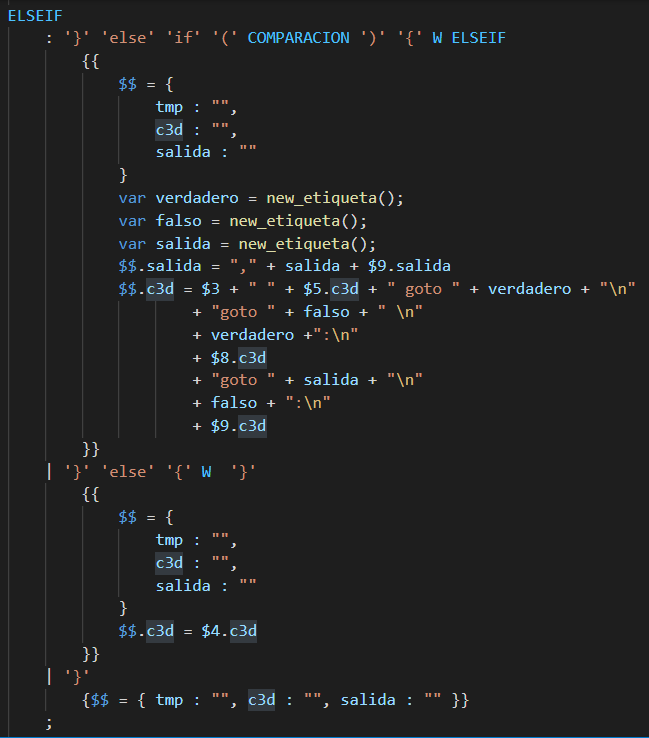 ELSEIF
: '}' 'else' 'if' '(' COMPARACION ')' '{' W ELSEIF
{{
$$ = {
tmp : "",
c3d : "",
salida : ""
}
var verdadero = new_etiqueta();
var falso = new_etiqueta();
var salida = new_etiqueta();
$$.salida = "," + salida + $9.salida
$$.c3d = $3 + " " + $5.c3d + " goto " + verdadero + "\n"
+ "goto " + falso + " \n"
+ verdadero +":\n"
+ $8.c3d
+ "goto " + salida + "\n"
+ falso + ":\n"
+ $9.c3d
}}
| '}' 'else' '{' W  '}'
{{
$$ = {
tmp : "",
c3d : "",
salida : ""
}
$$.c3d = $4.c3d
}}
| '}'
{$$ = { tmp : "", c3d : "", salida : "" }}
;